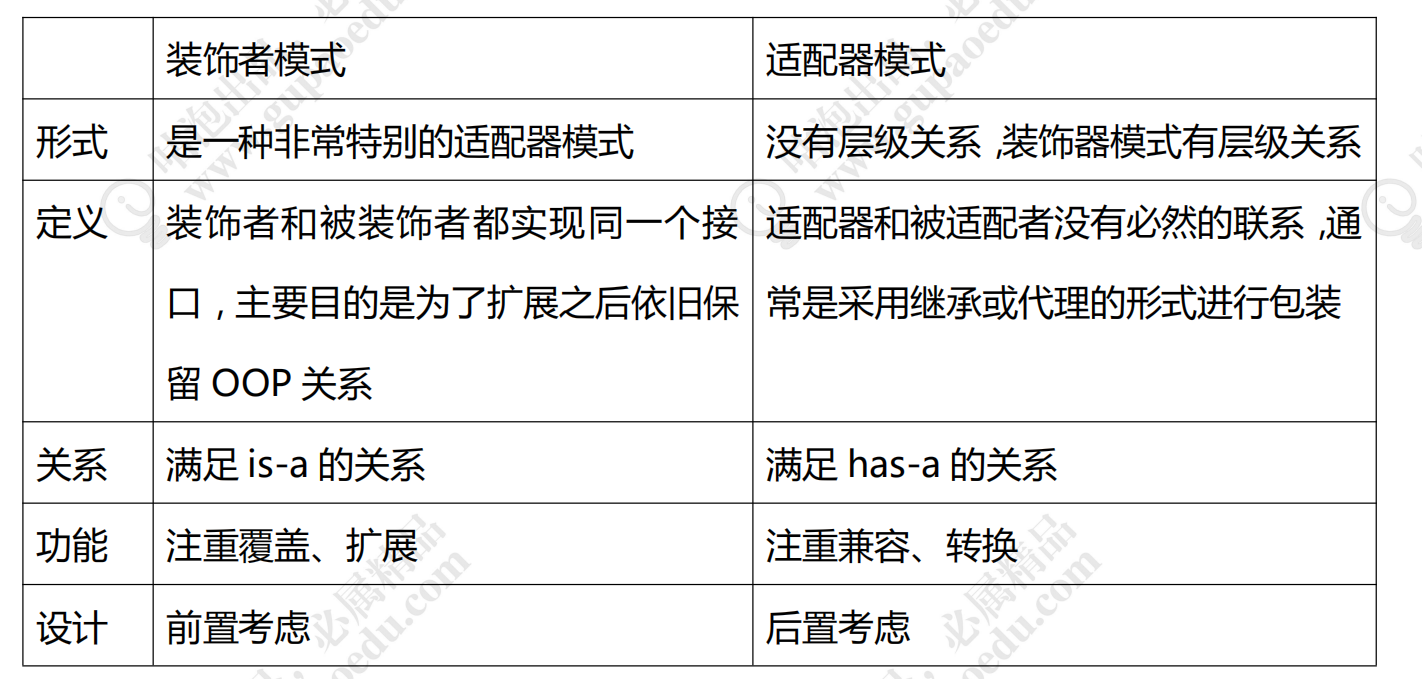 装饰者模式 适配器模式
形式 是一种非常特别的适配器模式 没有层级关系,装饰器模式有层级关系
定义 装饰者和被装饰者都实现同一个接 适配器和被适配者没有必然的联系,通
口,主要目的是为了扩展之后依旧保 常是采用继承或代理的形式进行包装
留 OOP 关系
关系 满足 is-a 的关系 满足 has-a 的关系
功能 注重覆盖、扩展 注重兼容、转换
设计 前置考虑 后置考虑